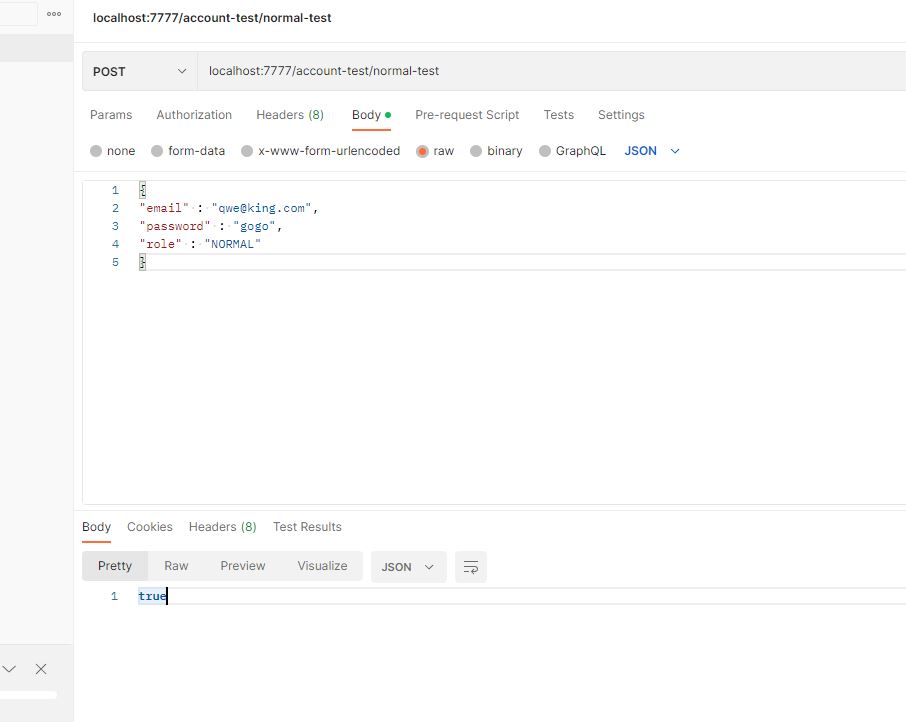 localhost:7777/account-test/normal-test
POST localhost:7777/account-test/normal-test
Params Authorization Headers (8) Body Pre-request Script Tests Settings
none form-data x-www-form-urlencoded raw binary GraphQL JSON
1 {
2 "email" : "qwe@king.com",
3 "password" : "gogo",
4 "role" : "NORMAL"
5 }
Body Cookies Headers (8) Test Results
Pretty Raw Preview Visualize JSON
1 true